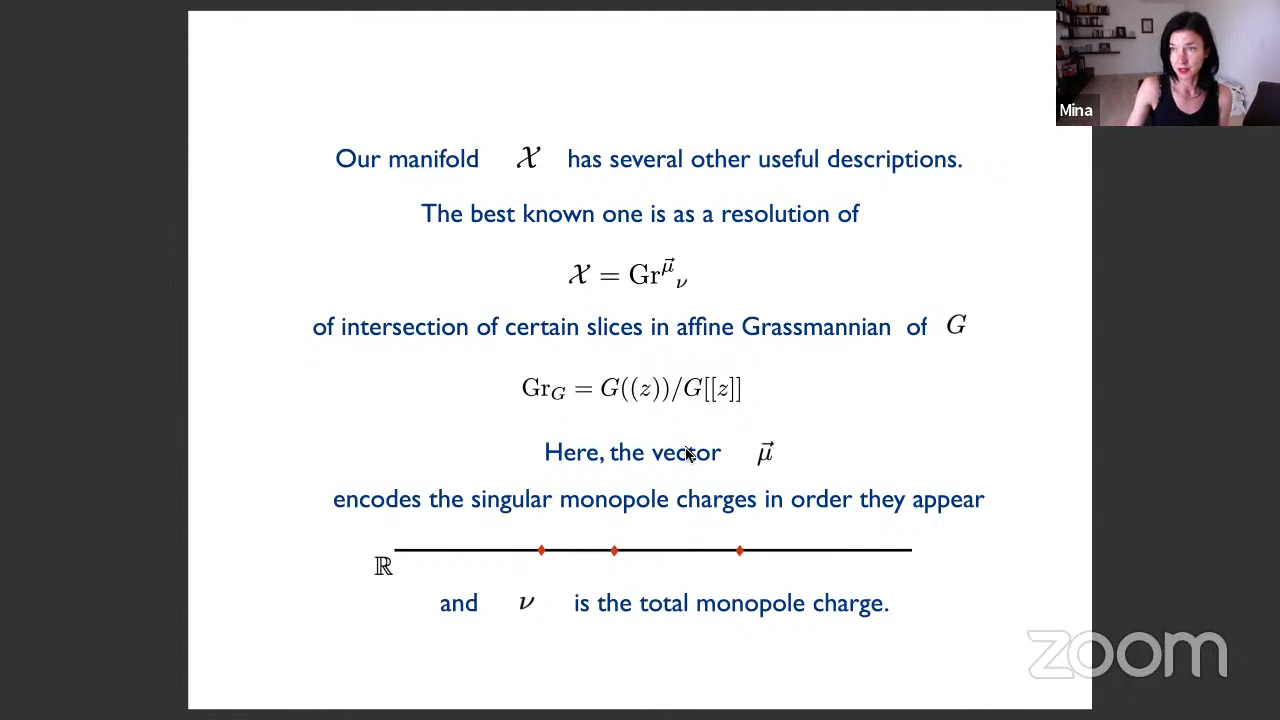 Mina
Our manifold 𝒳 has several other useful descriptions.
The best known one is as a resolution of
𝒳 = Gr^{\vec{μ}}_ν
of intersection of certain slices in affine Grassmannian of G
Gr_G = G((z))/G[[z]]
Here, the vector \vec{μ}
encodes the singular monopole charges in order they appear
ℝ
and ν is the total monopole charge.
zoom